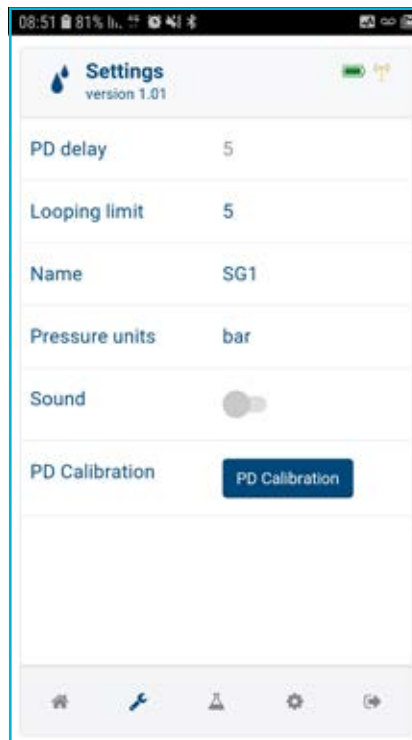 08:51 81%
Settings
version 1.01
PD delay 5
Looping limit 5
Name SG1
Pressure units bar
Sound
PD Calibration PD Calibration